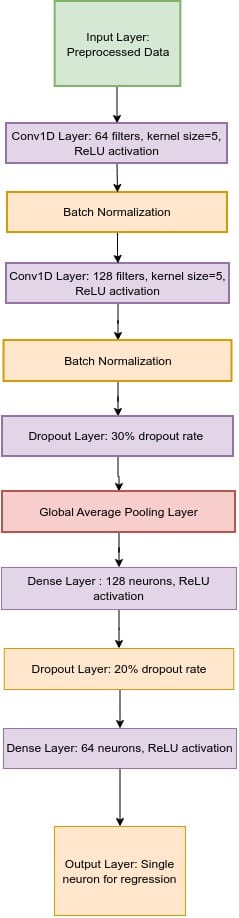 Input Layer:
Preprocessed Data
Conv1D Layer: 64 filters, kernel size=5,
ReLU activation
Batch Normalization
Conv1D Layer: 128 filters, kernel size=5,
ReLU activation
Batch Normalization
Dropout Layer: 30% dropout rate
Global Average Pooling Layer
Dense Layer : 128 neurons, ReLU
activation
Dropout Layer: 20% dropout rate
Dense Layer: 64 neurons, ReLU activation
Output Layer: Single
neuron for regression